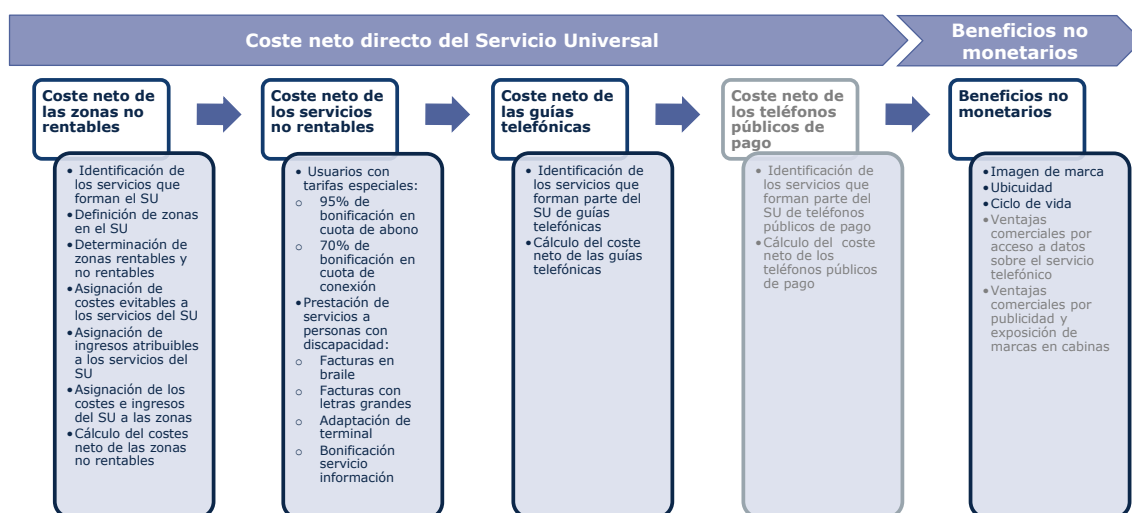 Coste neto directo del Servicio Universal
Beneficios no
monetarios
Coste neto de
las zonas no
rentables
• Identificación de
los servicios que
forman el SU
•Definición de zonas
en el SU
•Determinación de
zonas rentables y
no rentables
•Asignación de
costes evitables a
los servicios del SU
•Asignación de
ingresos atribuibles
a los servicios del
SU
•Asignación de los
costes e ingresos
del SU a las zonas
•Cálculo del costes
neto de las zonas
no rentables
Coste neto de
los servicios
no rentables
• Usuarios con
tarifas especiales:
o 95% de
bonificación en
cuota de abono
o 70% de
bonificación en
cuota de
conexión
•Prestación de
servicios a
personas con
discapacidad:
o Facturas en
braile
o Facturas con
letras grandes
o Adaptación de
terminal
o Bonificación
servicio
información
Coste neto de
las guías
telefónicas
• Identificación de
los servicios que
forman parte del
SU de guías
telefónicas
•Cálculo del coste
neto de las guías
telefónicas
Coste neto de
los teléfonos
públicos de
pago
• Identificación de
los servicios que
forman parte del
SU de teléfonos
públicos de pago
•Cálculo del coste
neto de los
teléfonos públicos
de pago
Beneficios no
monetarios
•Imagen de marca
•Ubicuidad
•Ciclo de vida
•Ventajas
comerciales por
acceso a datos
sobre el servicio
telefónico
•Ventajas
comerciales por
publicidad y
exposición de
marcas en cabinas